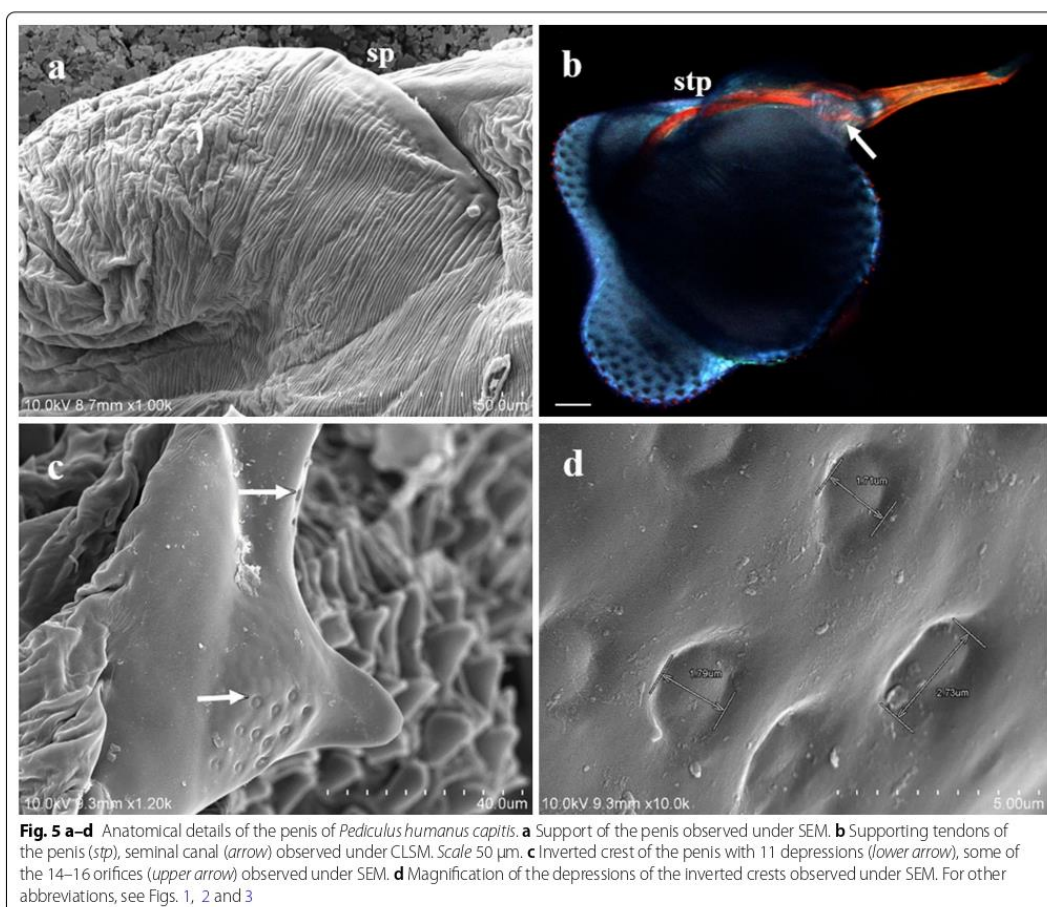 a
sp
10.0kV 8.7mm x1.00k
50.0um
b
stp
c
10.0kV 9.3mm x1.20k
40.0um
d
1.71um
1.79um
2.73um
10.0kV 9.3mm x10.0k
5.00um
Fig. 5 a–d Anatomical details of the penis of Pediculus humanus capitis. a Support of the penis observed under SEM. b Supporting tendons of
the penis (stp), seminal canal (arrow) observed under CLSM. Scale 50 µm. c Inverted crest of the penis with 11 depressions (lower arrow), some of
the 14–16 orifices (upper arrow) observed under SEM. d Magnification of the depressions of the inverted crests observed under SEM. For other
abbreviations, see Figs. 1, 2 and 3